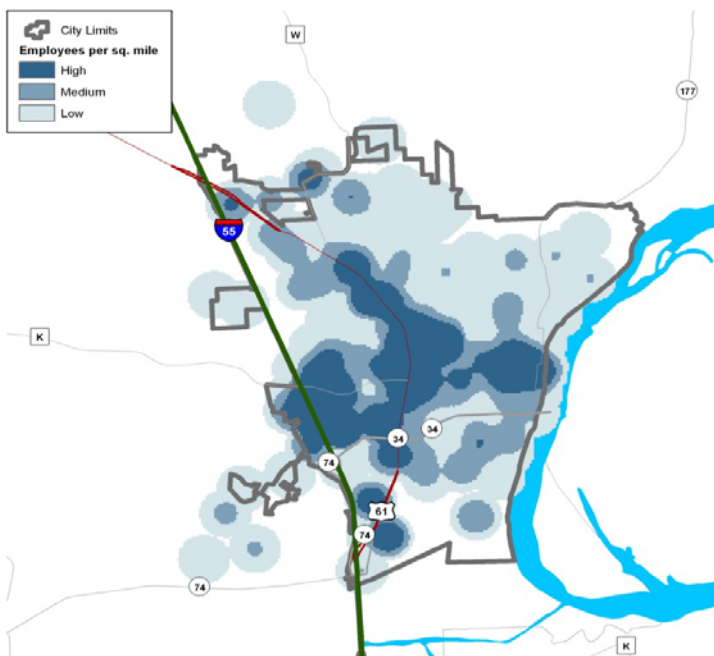 City Limits
Employees per sq. mile
High
Medium
Low
W
177
55
K
34
34
74
61
74
74
K